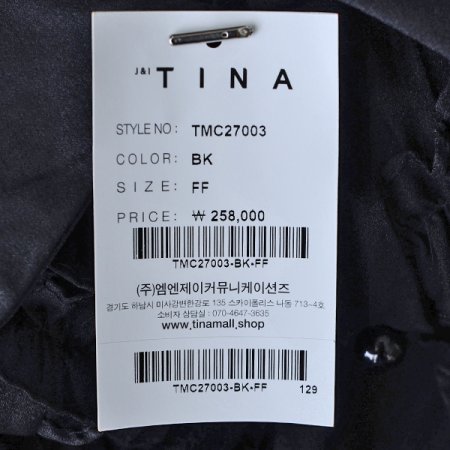 J&I TINA
STYLE NO: TMC27003
COLOR: BK
SIZE: FF
PRICE: ₩ 258,000
TMC27003-BK-FF
(주)엠엔제이커뮤니케이션즈
경기도 하남시 미사강변한강로 135 스카이폴리스 나동 713-4호
소비자 상담실 : 070-4647-3635
www.tinamall.shop
TMC27003-BK-FF
129